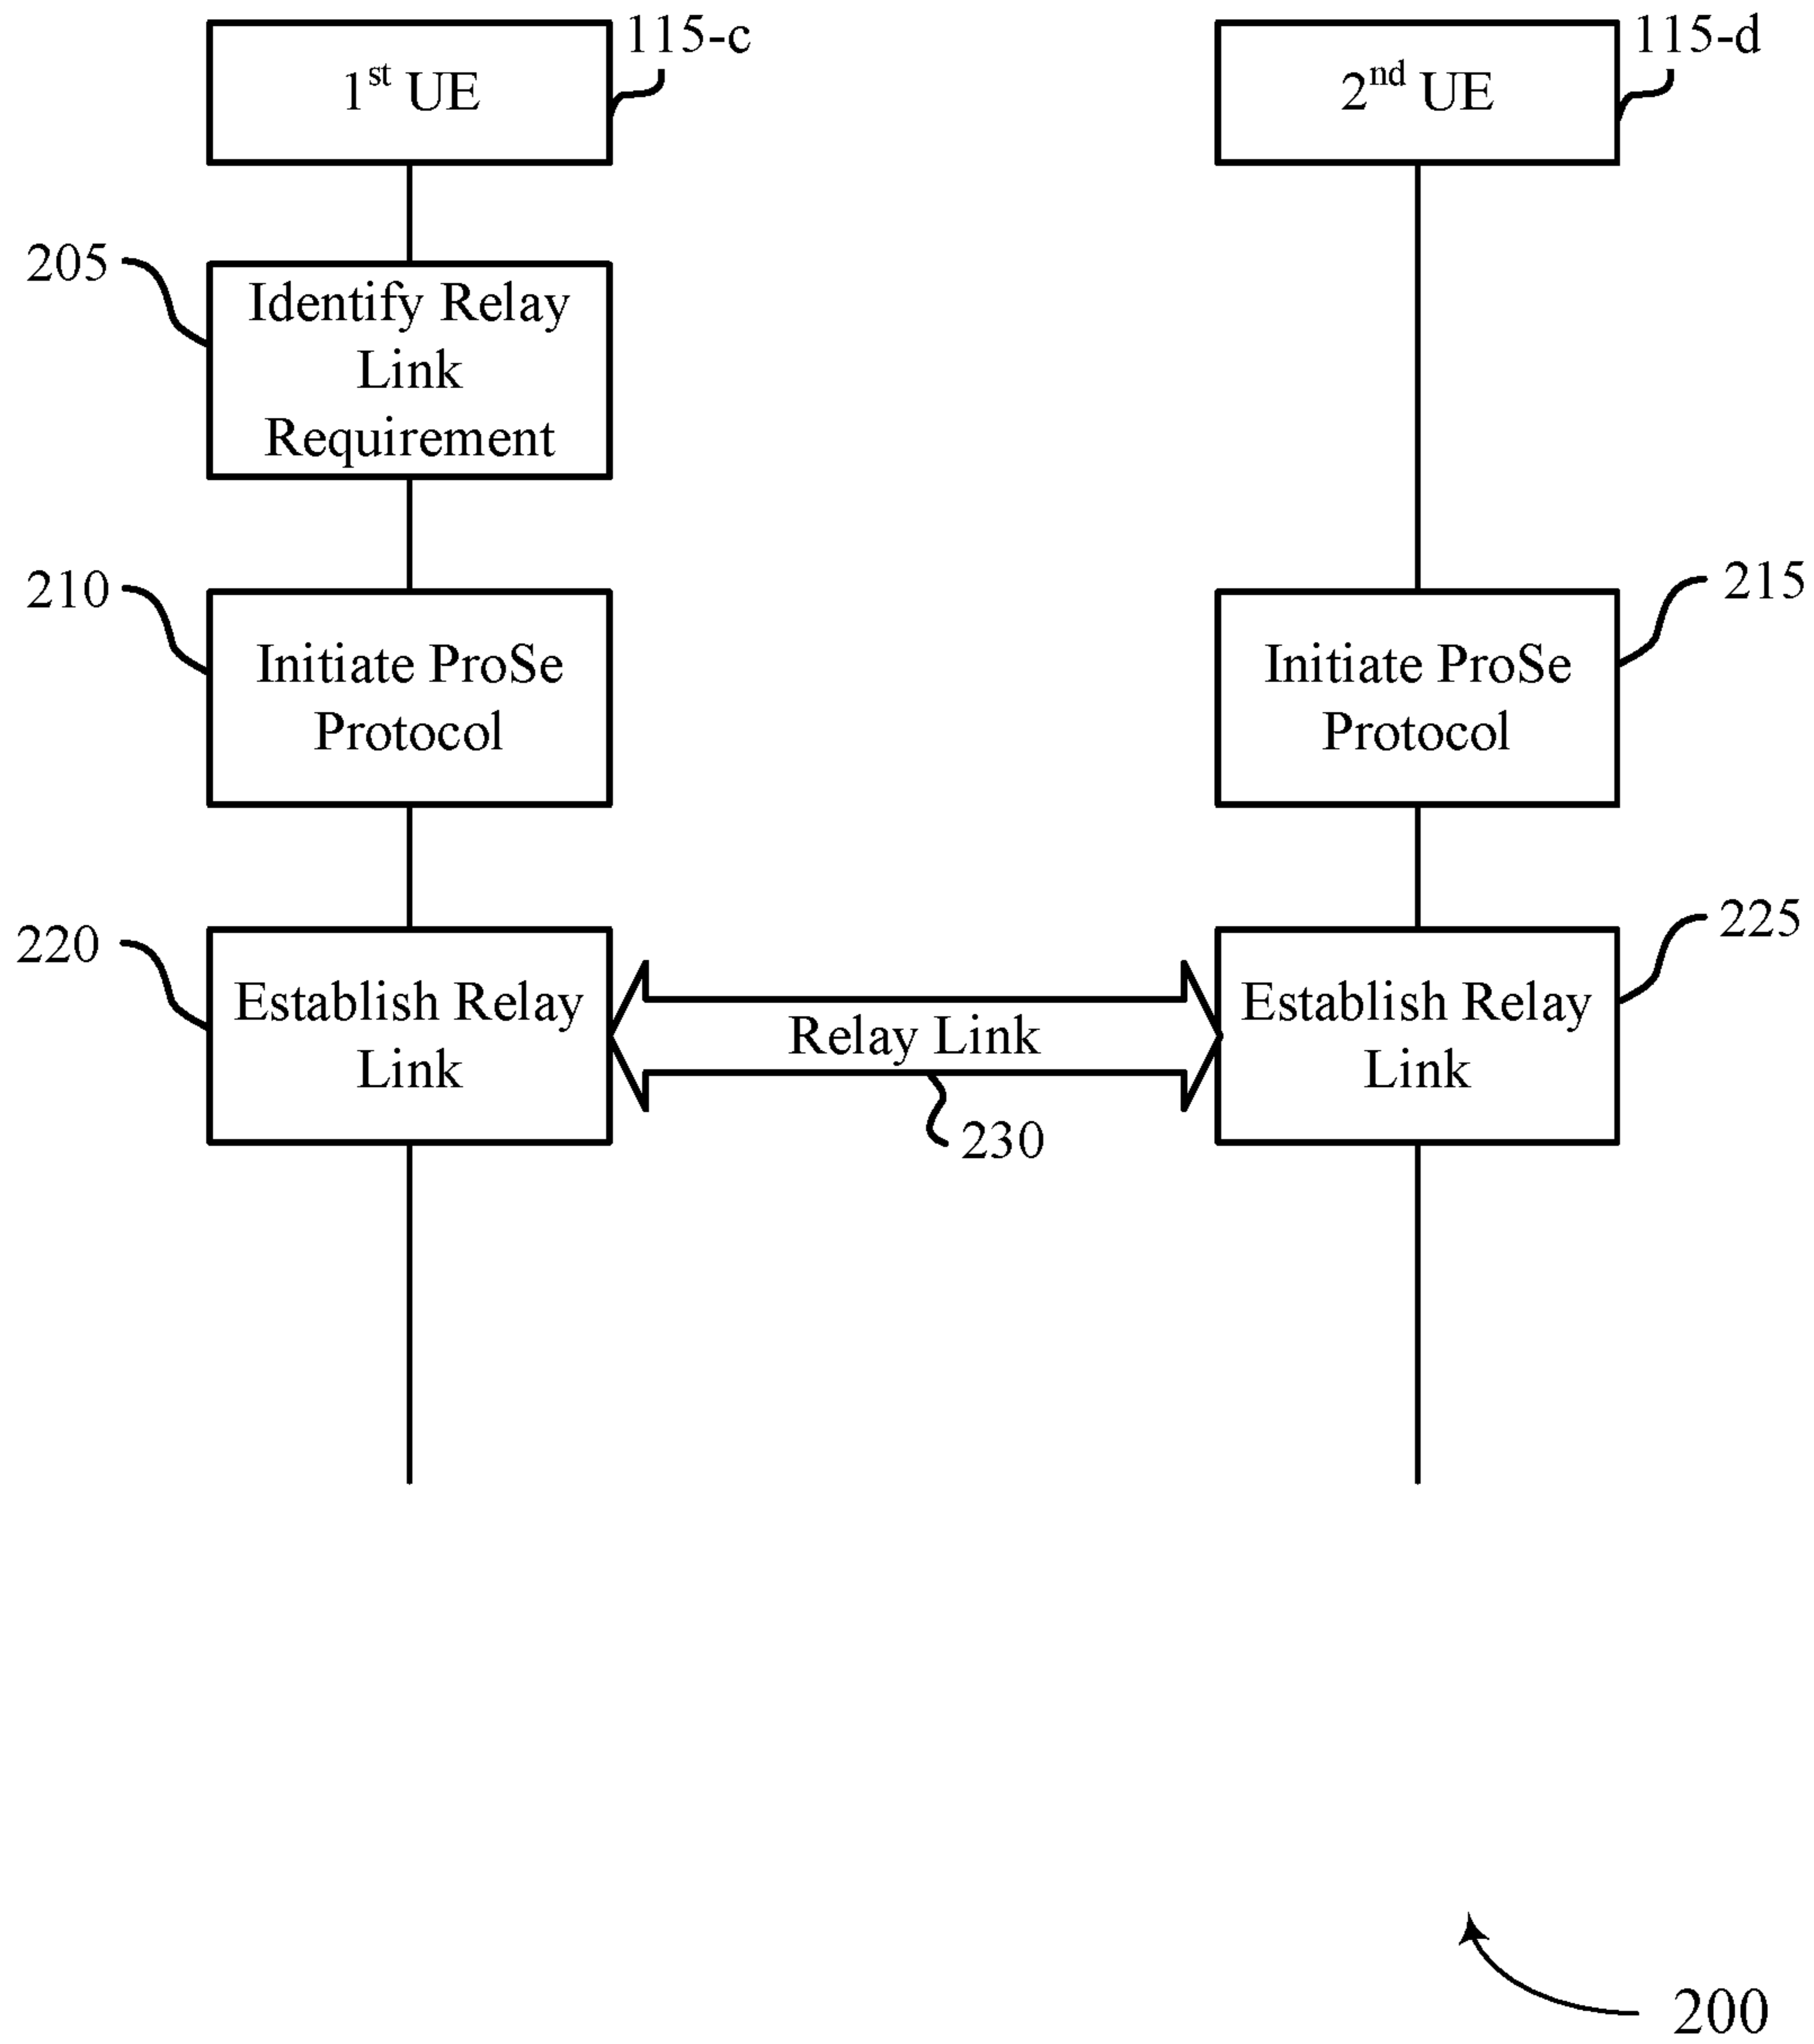 1st UE
115-c
2nd UE
115-d
205
Identify Relay
Link
Requirement
210
Initiate ProSe
Protocol
Initiate ProSe
Protocol
215
220
Establish Relay
Link
Relay Link
230
Establish Relay
Link
225
200